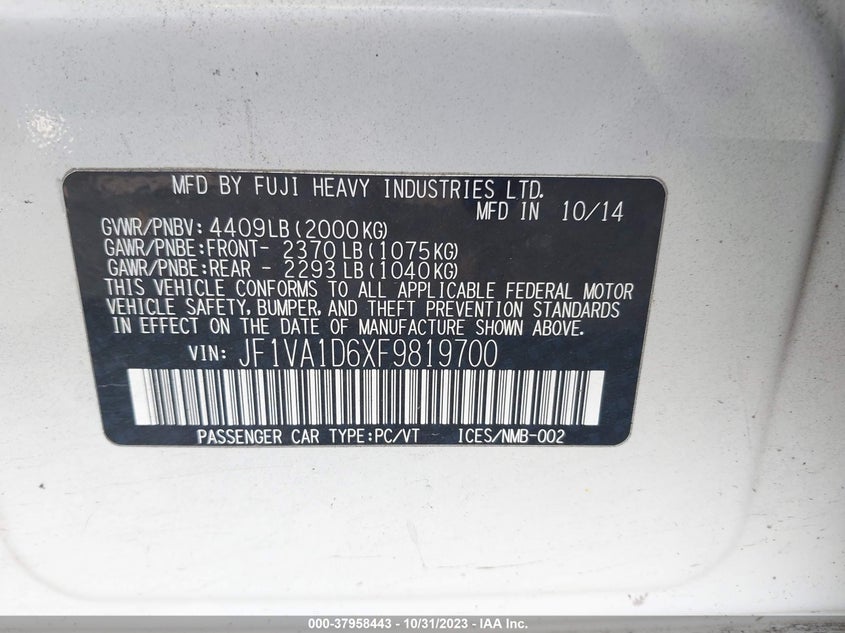 MFD BY FUJI HEAVY INDUSTRIES LTD.
MFD IN 10/14
GVWR/PNBV: 4409LB(2000KG)
GAWR/PNBE:FRONT- 2370 LB(1075KG)
GAWR/PNBE:REAR - 2293 LB(1040KG)
THIS VEHICLE CONFORMS TO ALL APPLICABLE FEDERAL MOTOR
VEHICLE SAFETY, BUMPER, AND THEFT PREVENTION STANDARDS
IN EFFECT ON THE DATE OF MANUFACTURE SHOWN ABOVE.
VIN: JF1VA1D6XF9819700
PASSENGER CAR TYPE:PC/VT ICES/NMB-002
000-37958443 - 10/31/2023 - IAA Inc.